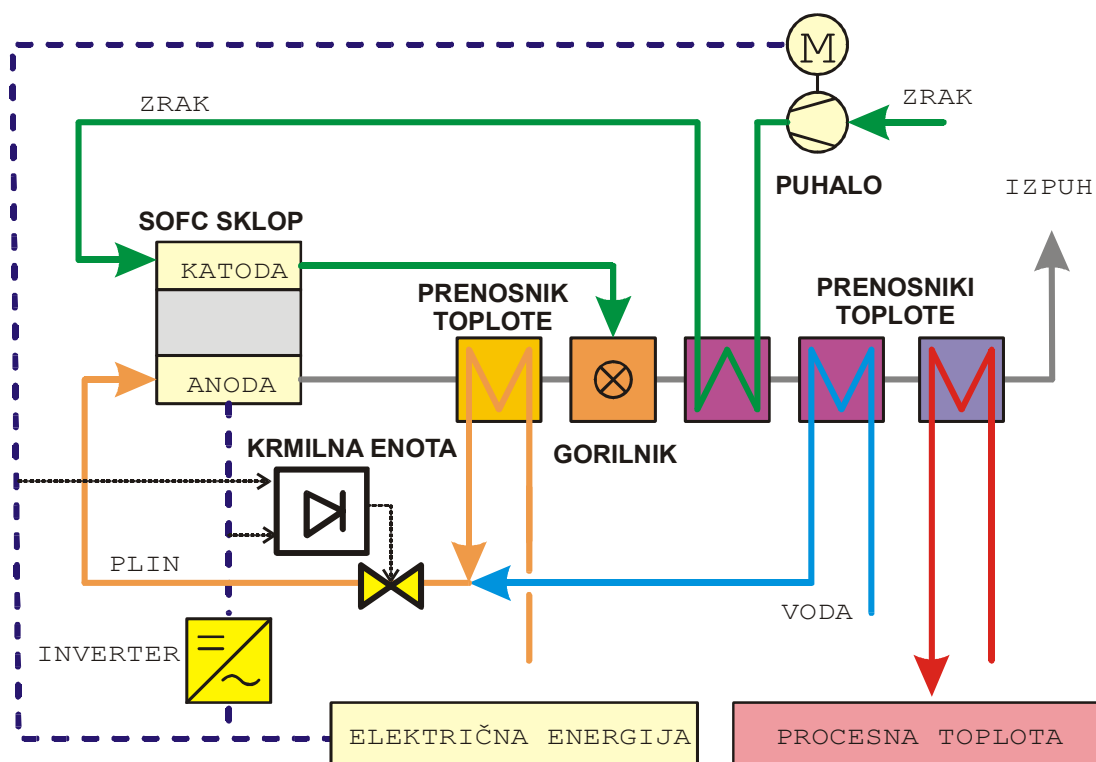 M
ZRAK
ZRAK
PUHALO
IZPUH
SOFC SKLOP
KATODA
PRENOSNIK
TOPLOTE
PRENOSNIKI
TOPLOTE
ANODA
KRMILNA ENOTA
GORILNIK
PLIN
VODA
INVERTER
ELEKTRIČNA ENERGIJA
PROCESNA TOPLOTA